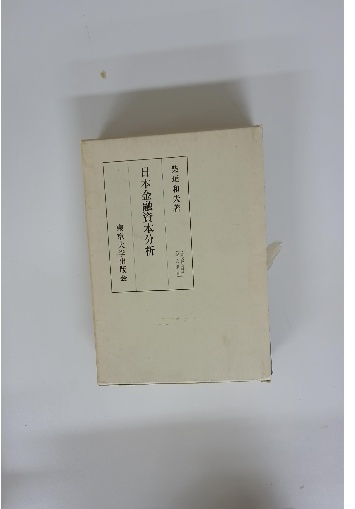 柴垣和夫著
日本金融資本分析
東京大学出版会